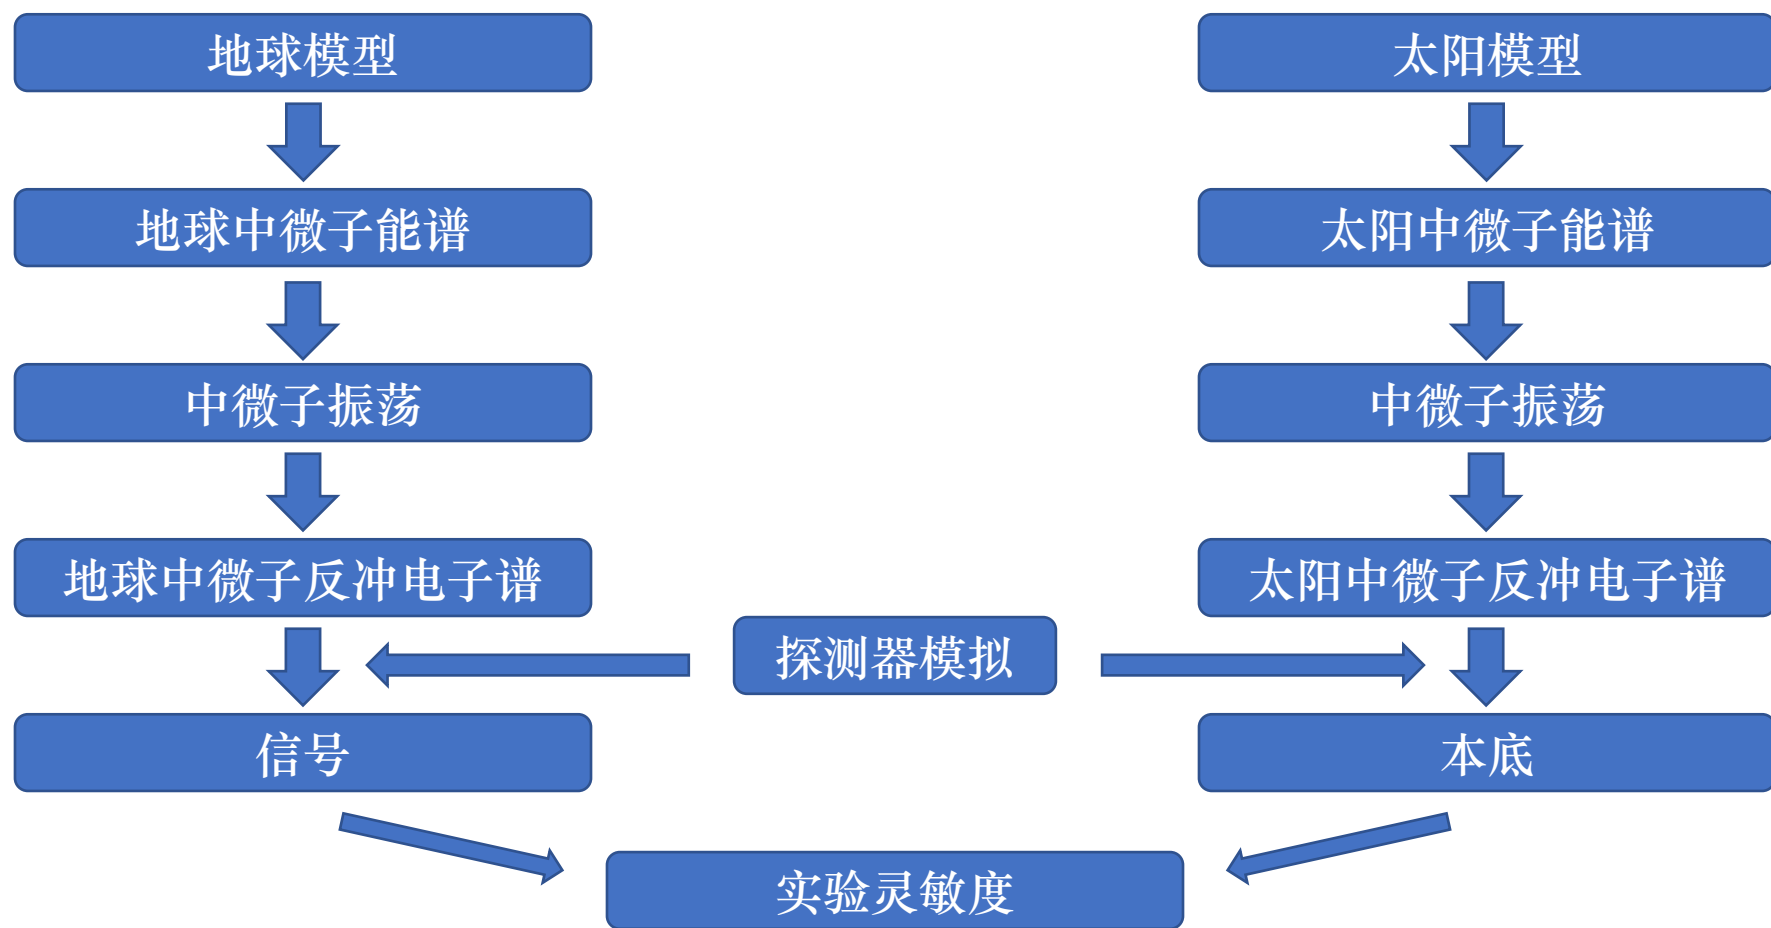 地球模型
太阳模型
地球中微子能谱
太阳中微子能谱
中微子振荡
中微子振荡
地球中微子反冲电子谱
太阳中微子反冲电子谱
探测器模拟
信号
本底
实验灵敏度